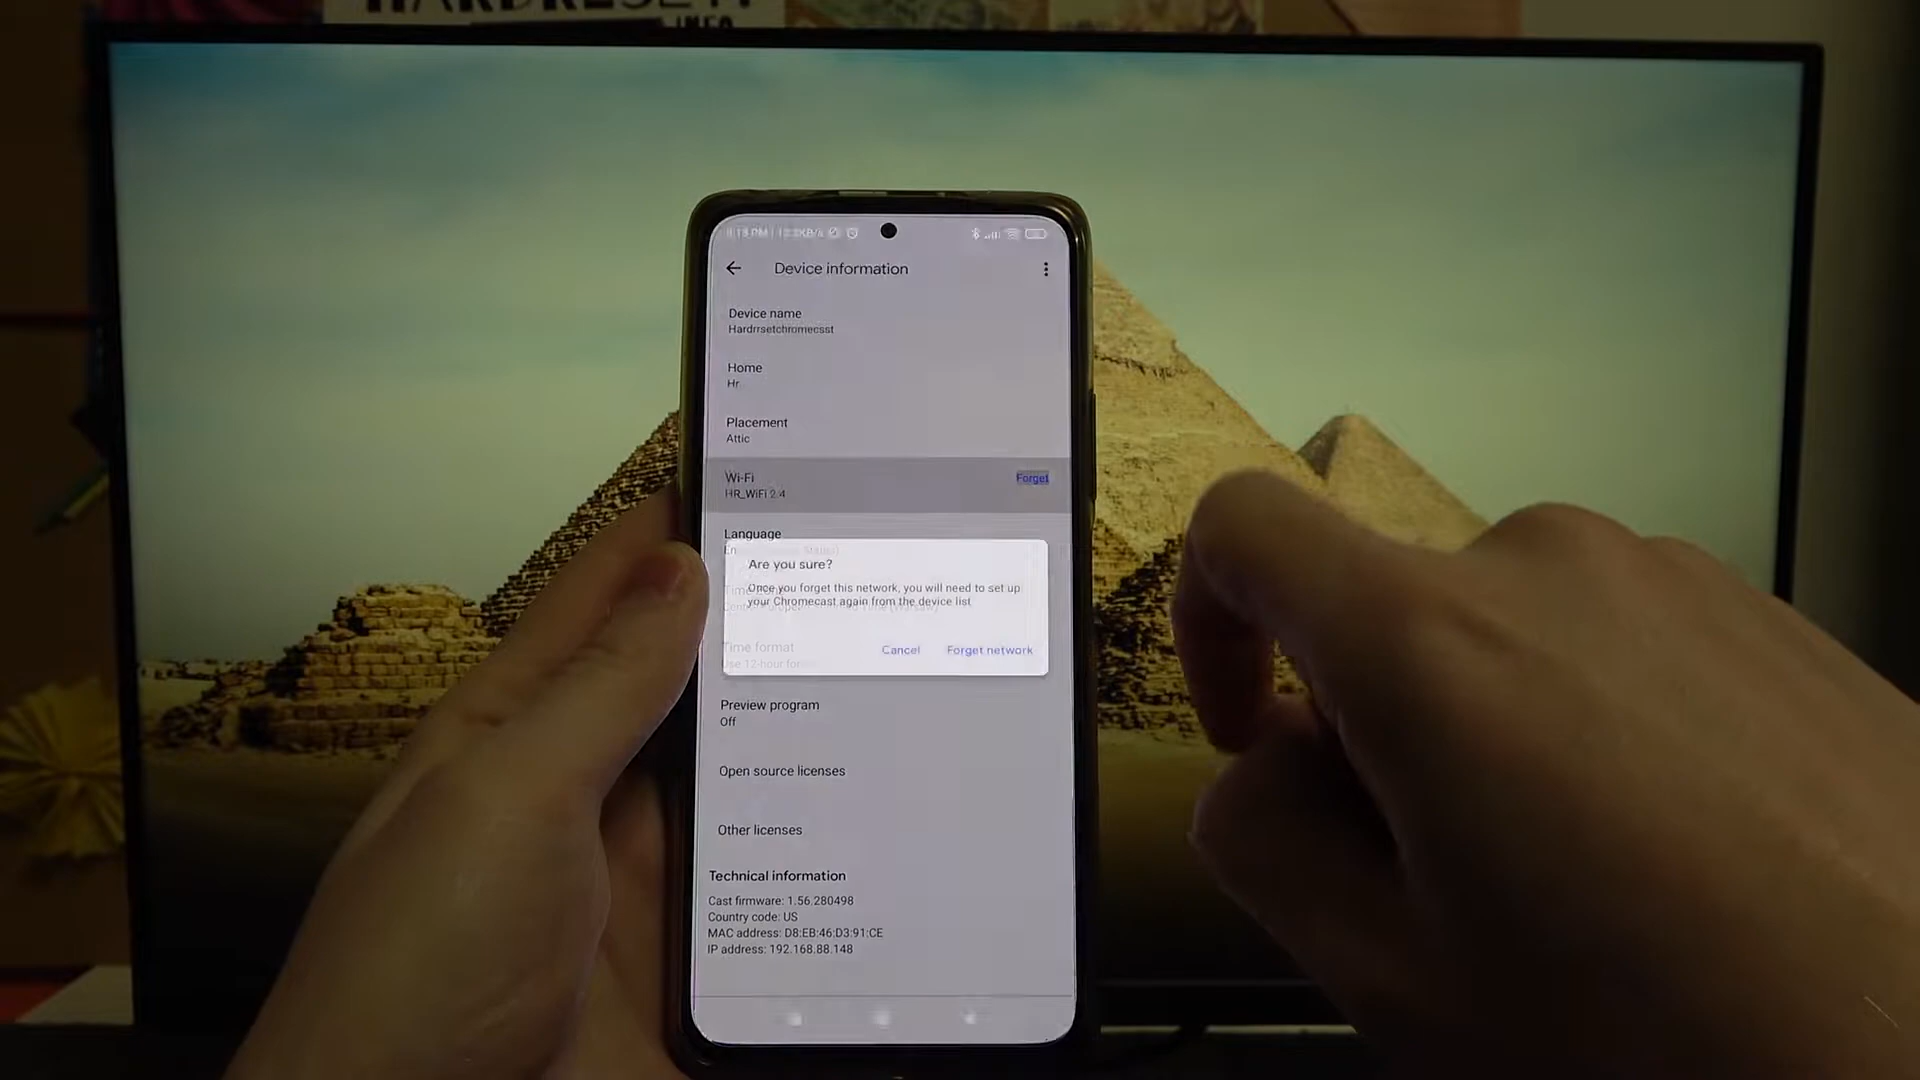 HARDRESET.
INFO
Device information
Device name
Hardrrsetchromecsst
Home
Hr
Placement
Attic
Wi-Fi
Forget
HR_WiFi 2.4
Language
Are you sure?
Once you forget this network, you will need to set up
your Chromecast again from the device list
Time format
Use 12-hour
Cancel
Forget network
Preview program
Off
Open source licenses
Other licenses
Technical information
Cast firmware: 1.56.280498
Country code: US
MAC address: D8:EB:46:D3:91:CE
IP address: 192.168.88.148